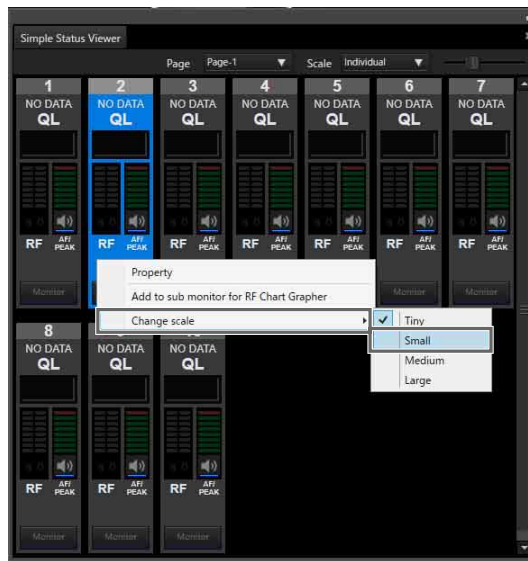 Simple Status Viewer
Page Page-1 Scale Individual
1 2 3 4 5 6 7
NO DATA NO DATA NO DATA NO DATA NO DATA NO DATA NO DATA
QL QL QL QL QL QL QL
RF AF/ PEAK RF AF/ PEAK RF AF/ PEAK RF AF/ PEAK RF AF/ PEAK RF AF/ PEAK RF AF/ PEAK
Monitor Monitor
Property
Add to sub monitor for RF Chart Grapher
Change scale
Tiny
Small
Medium
Large
8
NO DATA NO DATA NO DATA
QL QL QL
RF AF/ PEAK RF AF/ PEAK RF AF/ PEAK
Monitor Monitor Monitor